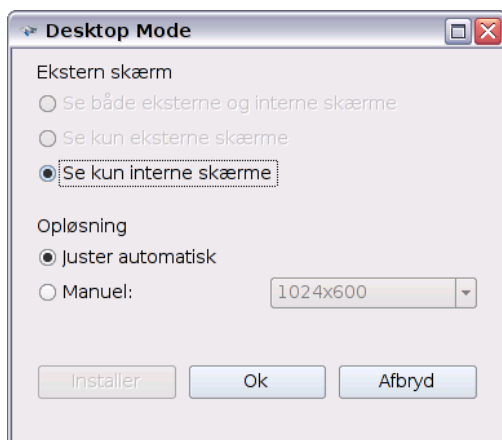 Desktop Mode
Ekstern skærm
Se både eksterne og interne skærme
Se kun eksterne skærme
Se kun interne skærme
Opløsning
Juster automatisk
Manuel: 1024x600
Installer Ok Afbryd